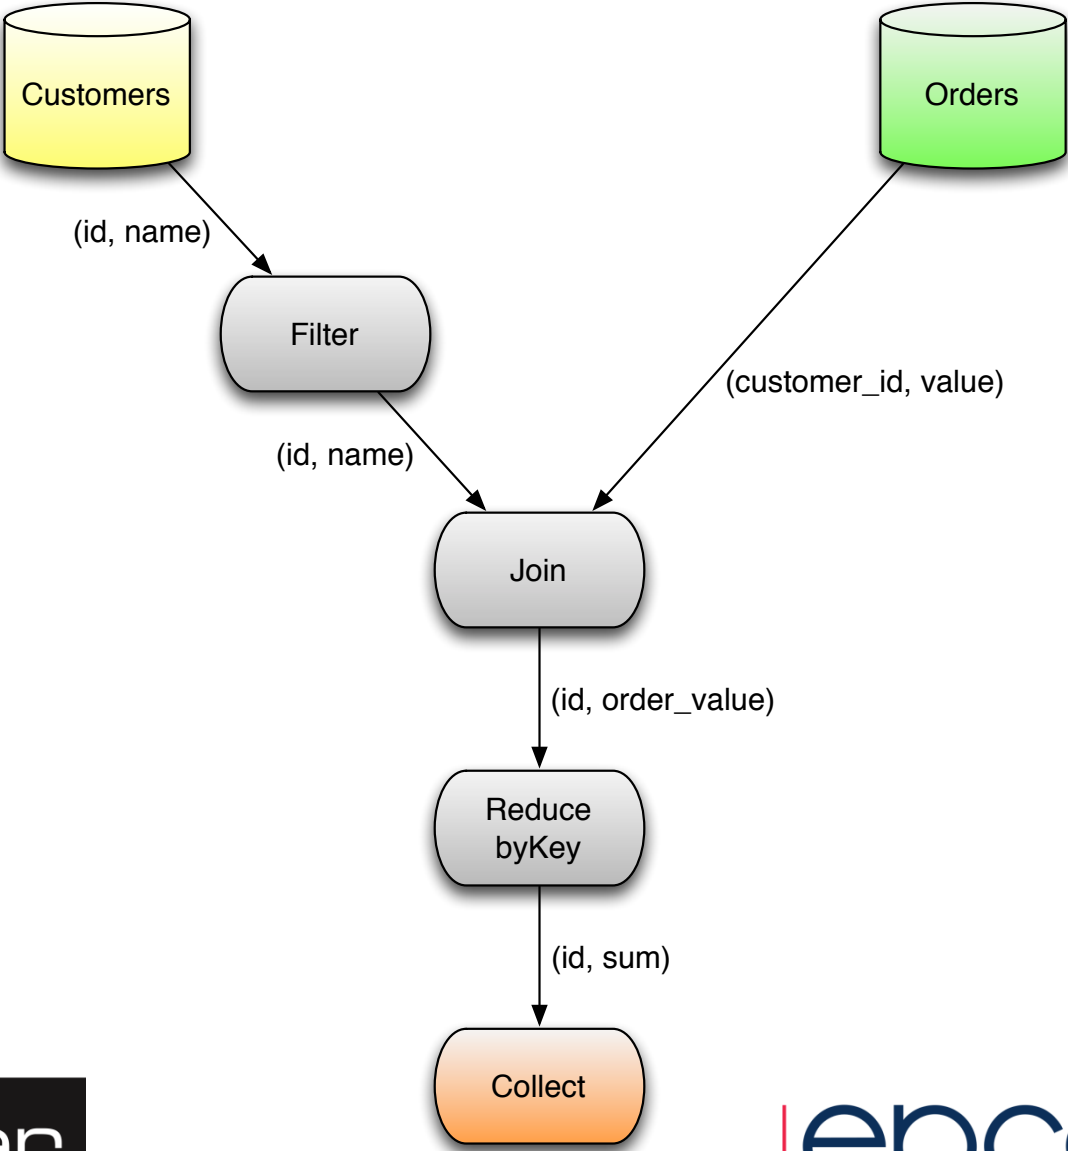 Customers
Orders
(id, name)
Filter
(customer_id, value)
(id, name)
Join
(id, order_value)
Reduce
byKey
(id, sum)
Collect